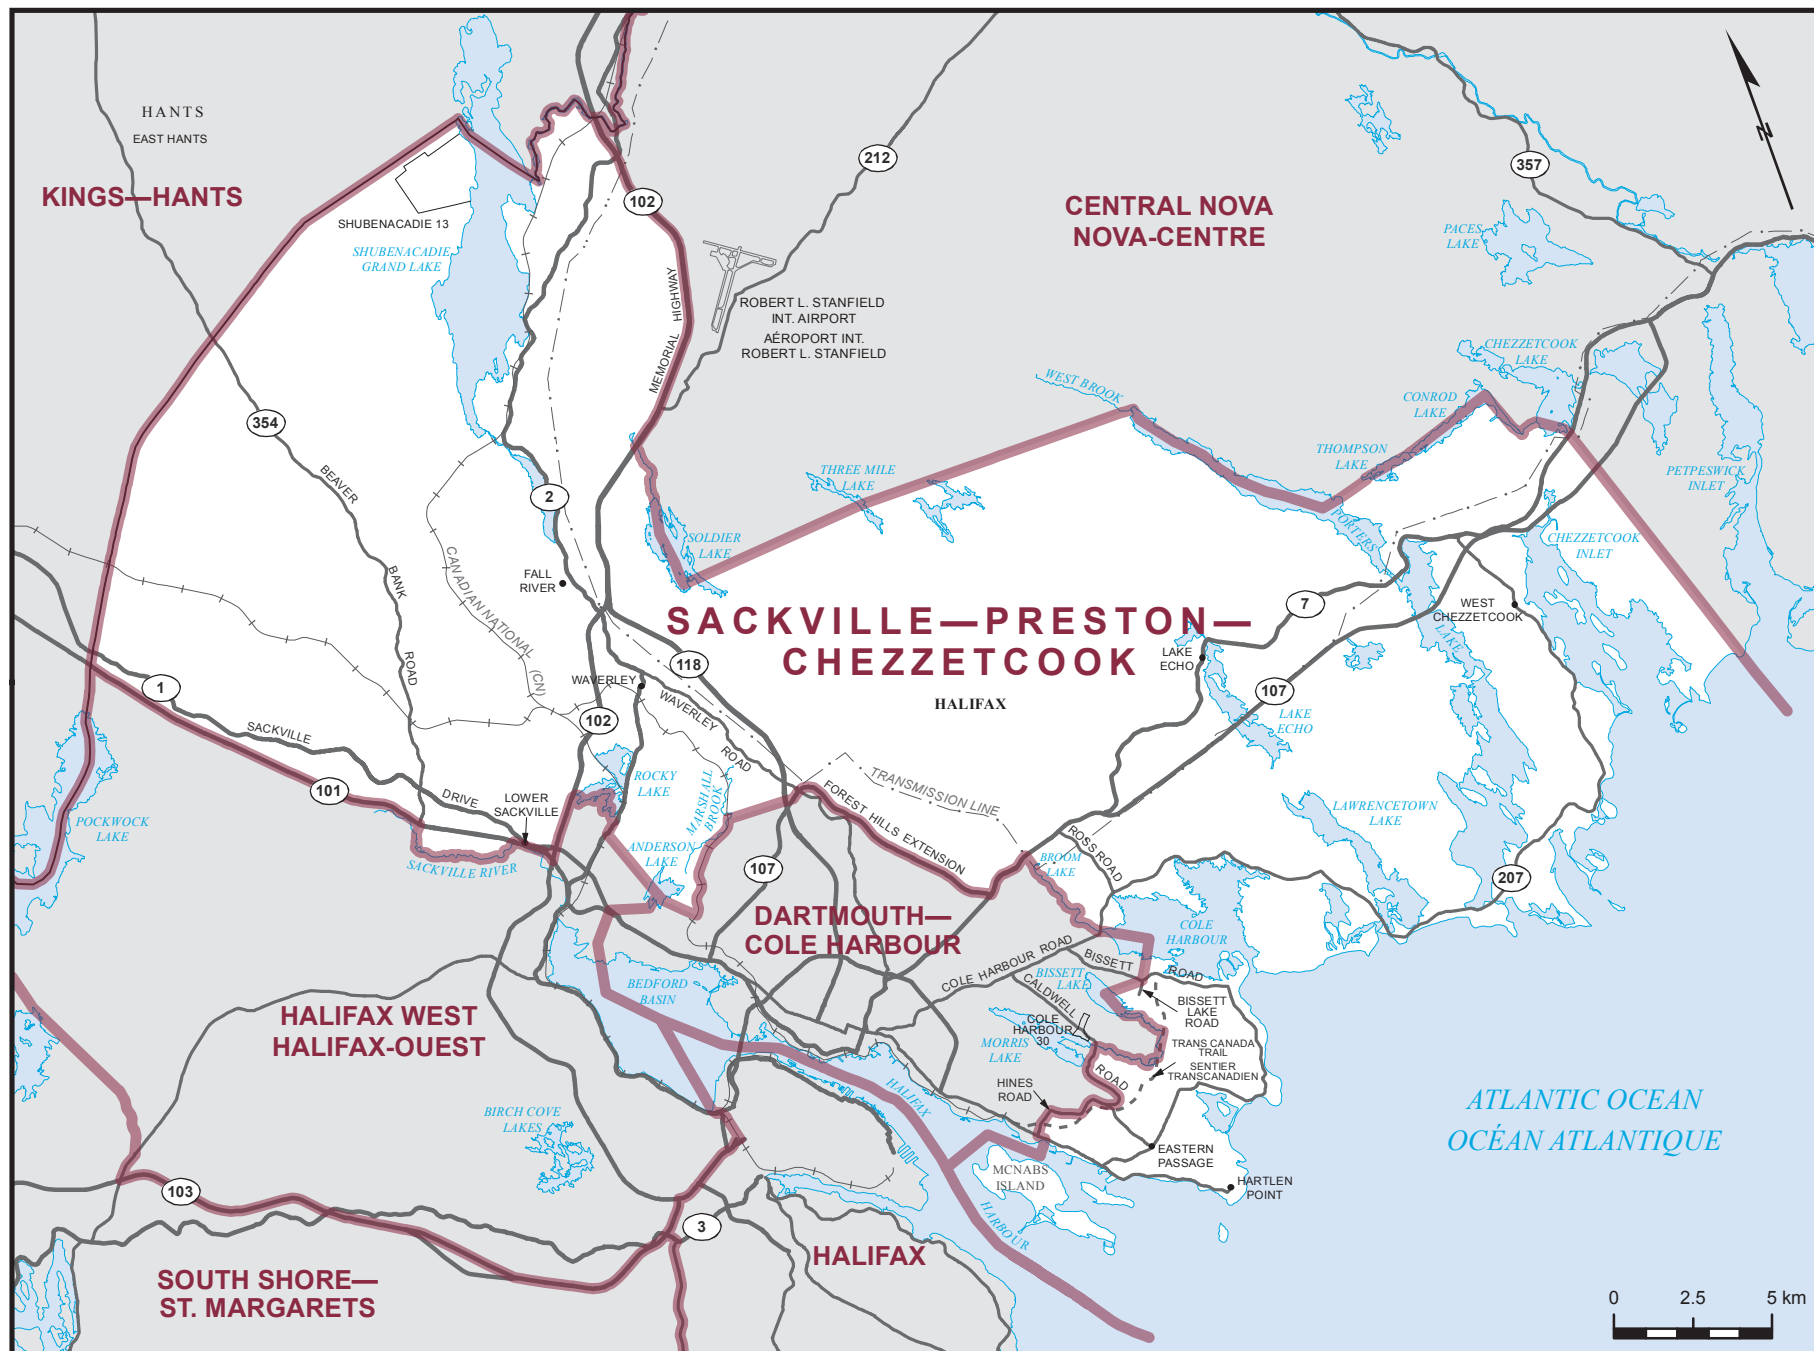 HANTS
EAST HANTS
KINGS—HANTS
SHUBENACADIE 13
SHUBENACADIE
GRAND LAKE
102
212
357
N
CENTRAL NOVA
NOVA-CENTRE
PACES
LAKE
MEMORIAL HIGHWAY
ROBERT L. STANFIELD
INT. AIRPORT
AÉROPORT INT.
ROBERT L. STANFIELD
CHEZZETCOOK
LAKE
WEST BROOK
CONROD
LAKE
354
BEAVER BANK ROAD
2
THREE MILE
LAKE
THOMPSON
LAKE
PETPESWICK
INLET
CANADIAN NATIONAL (CN)
SOLDIER
LAKE
PORTERS LAKE
CHEZZETCOOK
INLET
FALL
RIVER
SACKVILLE—PRESTON—
CHEZZETCOOK
HALIFAX
7
WEST
CHEZZETCOOK
LAKE
ECHO
118
1
WAVERLEY
WAVERLEY ROAD
107
102
LAKE
ECHO
SACKVILLE DRIVE
101
LOWER
SACKVILLE
ROCKY
LAKE
MARSHALL
BROOK
TRANSMISSION LINE
FOREST HILLS EXTENSION
LAWRENCETOWN
LAKE
POCKWOCK
LAKE
SACKVILLE RIVER
ANDERSON
LAKE
107
ROSS ROAD
BROOM
LAKE
207
DARTMOUTH—
COLE HARBOUR
COLE
HARBOUR
COLE HARBOUR ROAD
BISSETT ROAD
BISSETT
LAKE
CALDWELL ROAD
BEDFORD
BASIN
BISSETT
LAKE
ROAD
COLE
HARBOUR
30
MORRIS
LAKE
TRANS CANADA
TRAIL
SENTIER
TRANSCANADIEN
HALIFAX WEST
HALIFAX-OUEST
HINES
ROAD
HALIFAX HARBOUR
BIRCH COVE
LAKES
ATLANTIC OCEAN
OCÉAN ATLANTIQUE
EASTERN
PASSAGE
MCNABS
ISLAND
HARTLEN
POINT
103
3
HALIFAX
SOUTH SHORE—
ST. MARGARETS
0 2.5 5 km